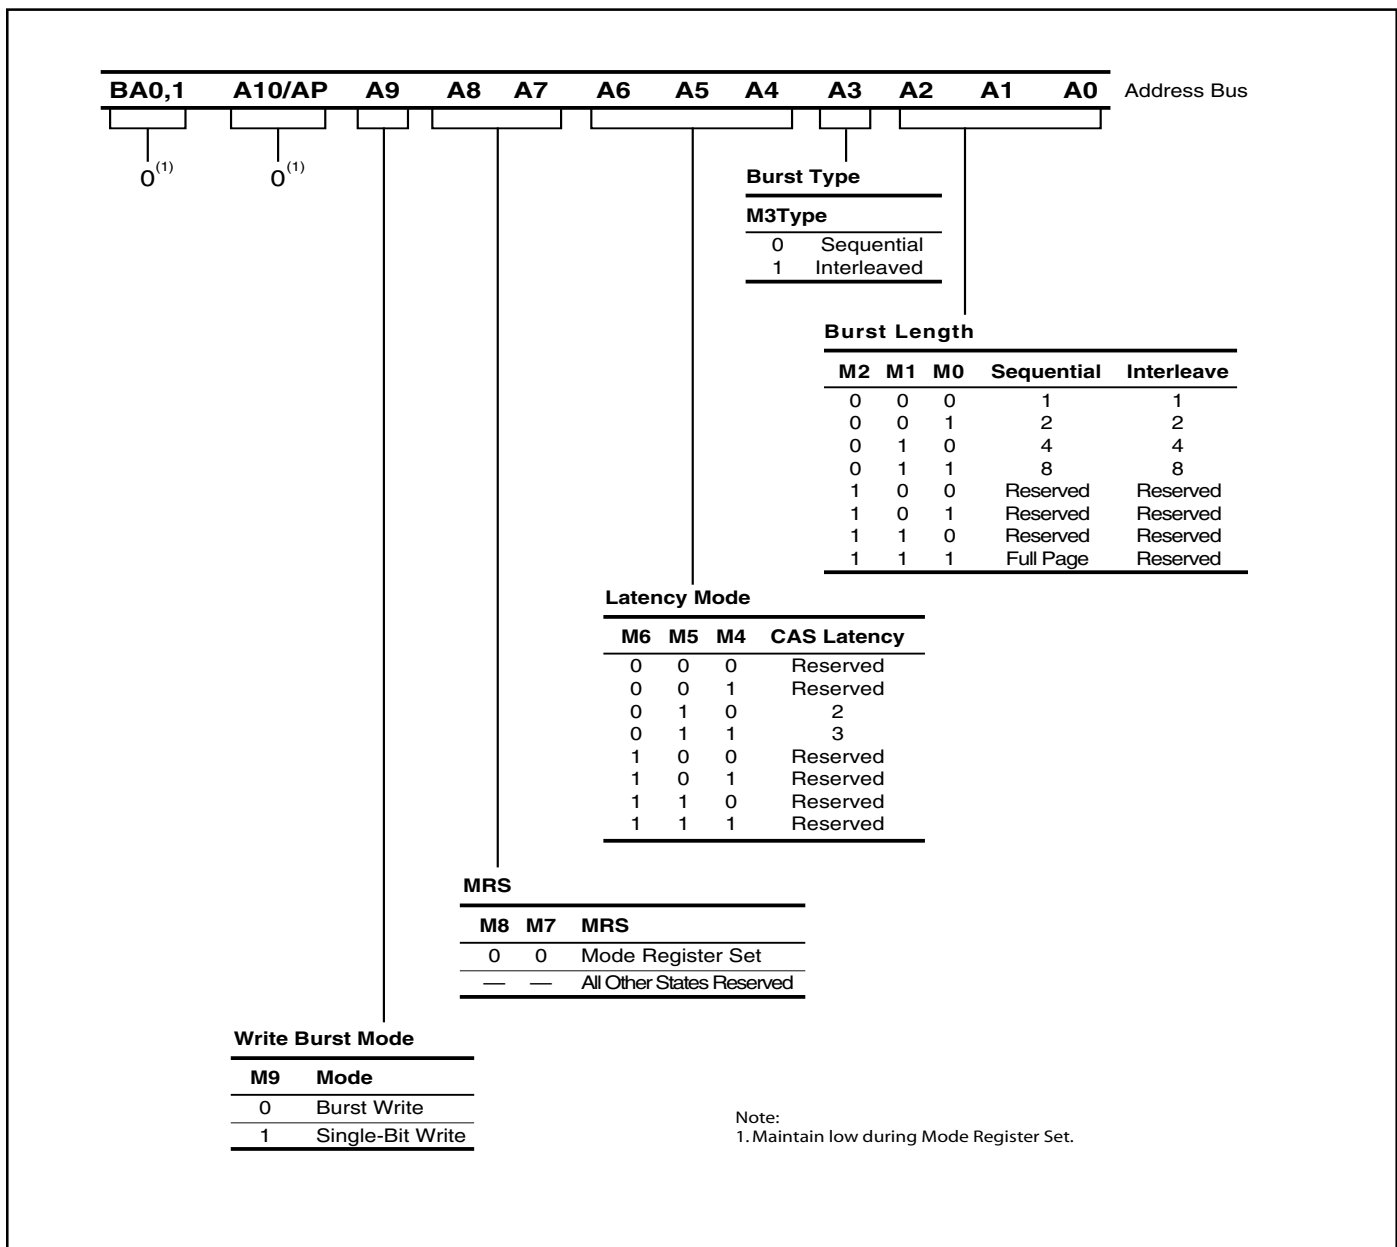 BA0,1 A10/AP A9 A8 A7 A6 A5 A4 A3 A2 A1 A0 Address Bus
0(1) 0(1)
Burst Type
M3Type
0 Sequential
1 Interleaved
Burst Length
M2 M1 M0 Sequential Interleave
0 0 0 1 1
0 0 1 2 2
0 1 0 4 4
0 1 1 8 8
1 0 0 Reserved Reserved
1 0 1 Reserved Reserved
1 1 0 Reserved Reserved
1 1 1 Full Page Reserved
Latency Mode
M6 M5 M4 CAS Latency
0 0 0 Reserved
0 0 1 Reserved
0 1 0 2
0 1 1 3
1 0 0 Reserved
1 0 1 Reserved
1 1 0 Reserved
1 1 1 Reserved
MRS
M8 M7 MRS
0 0 Mode Register Set
— — All Other States Reserved
Write Burst Mode
M9 Mode
0 Burst Write
1 Single-Bit Write
Note:
1. Maintain low during Mode Register Set.